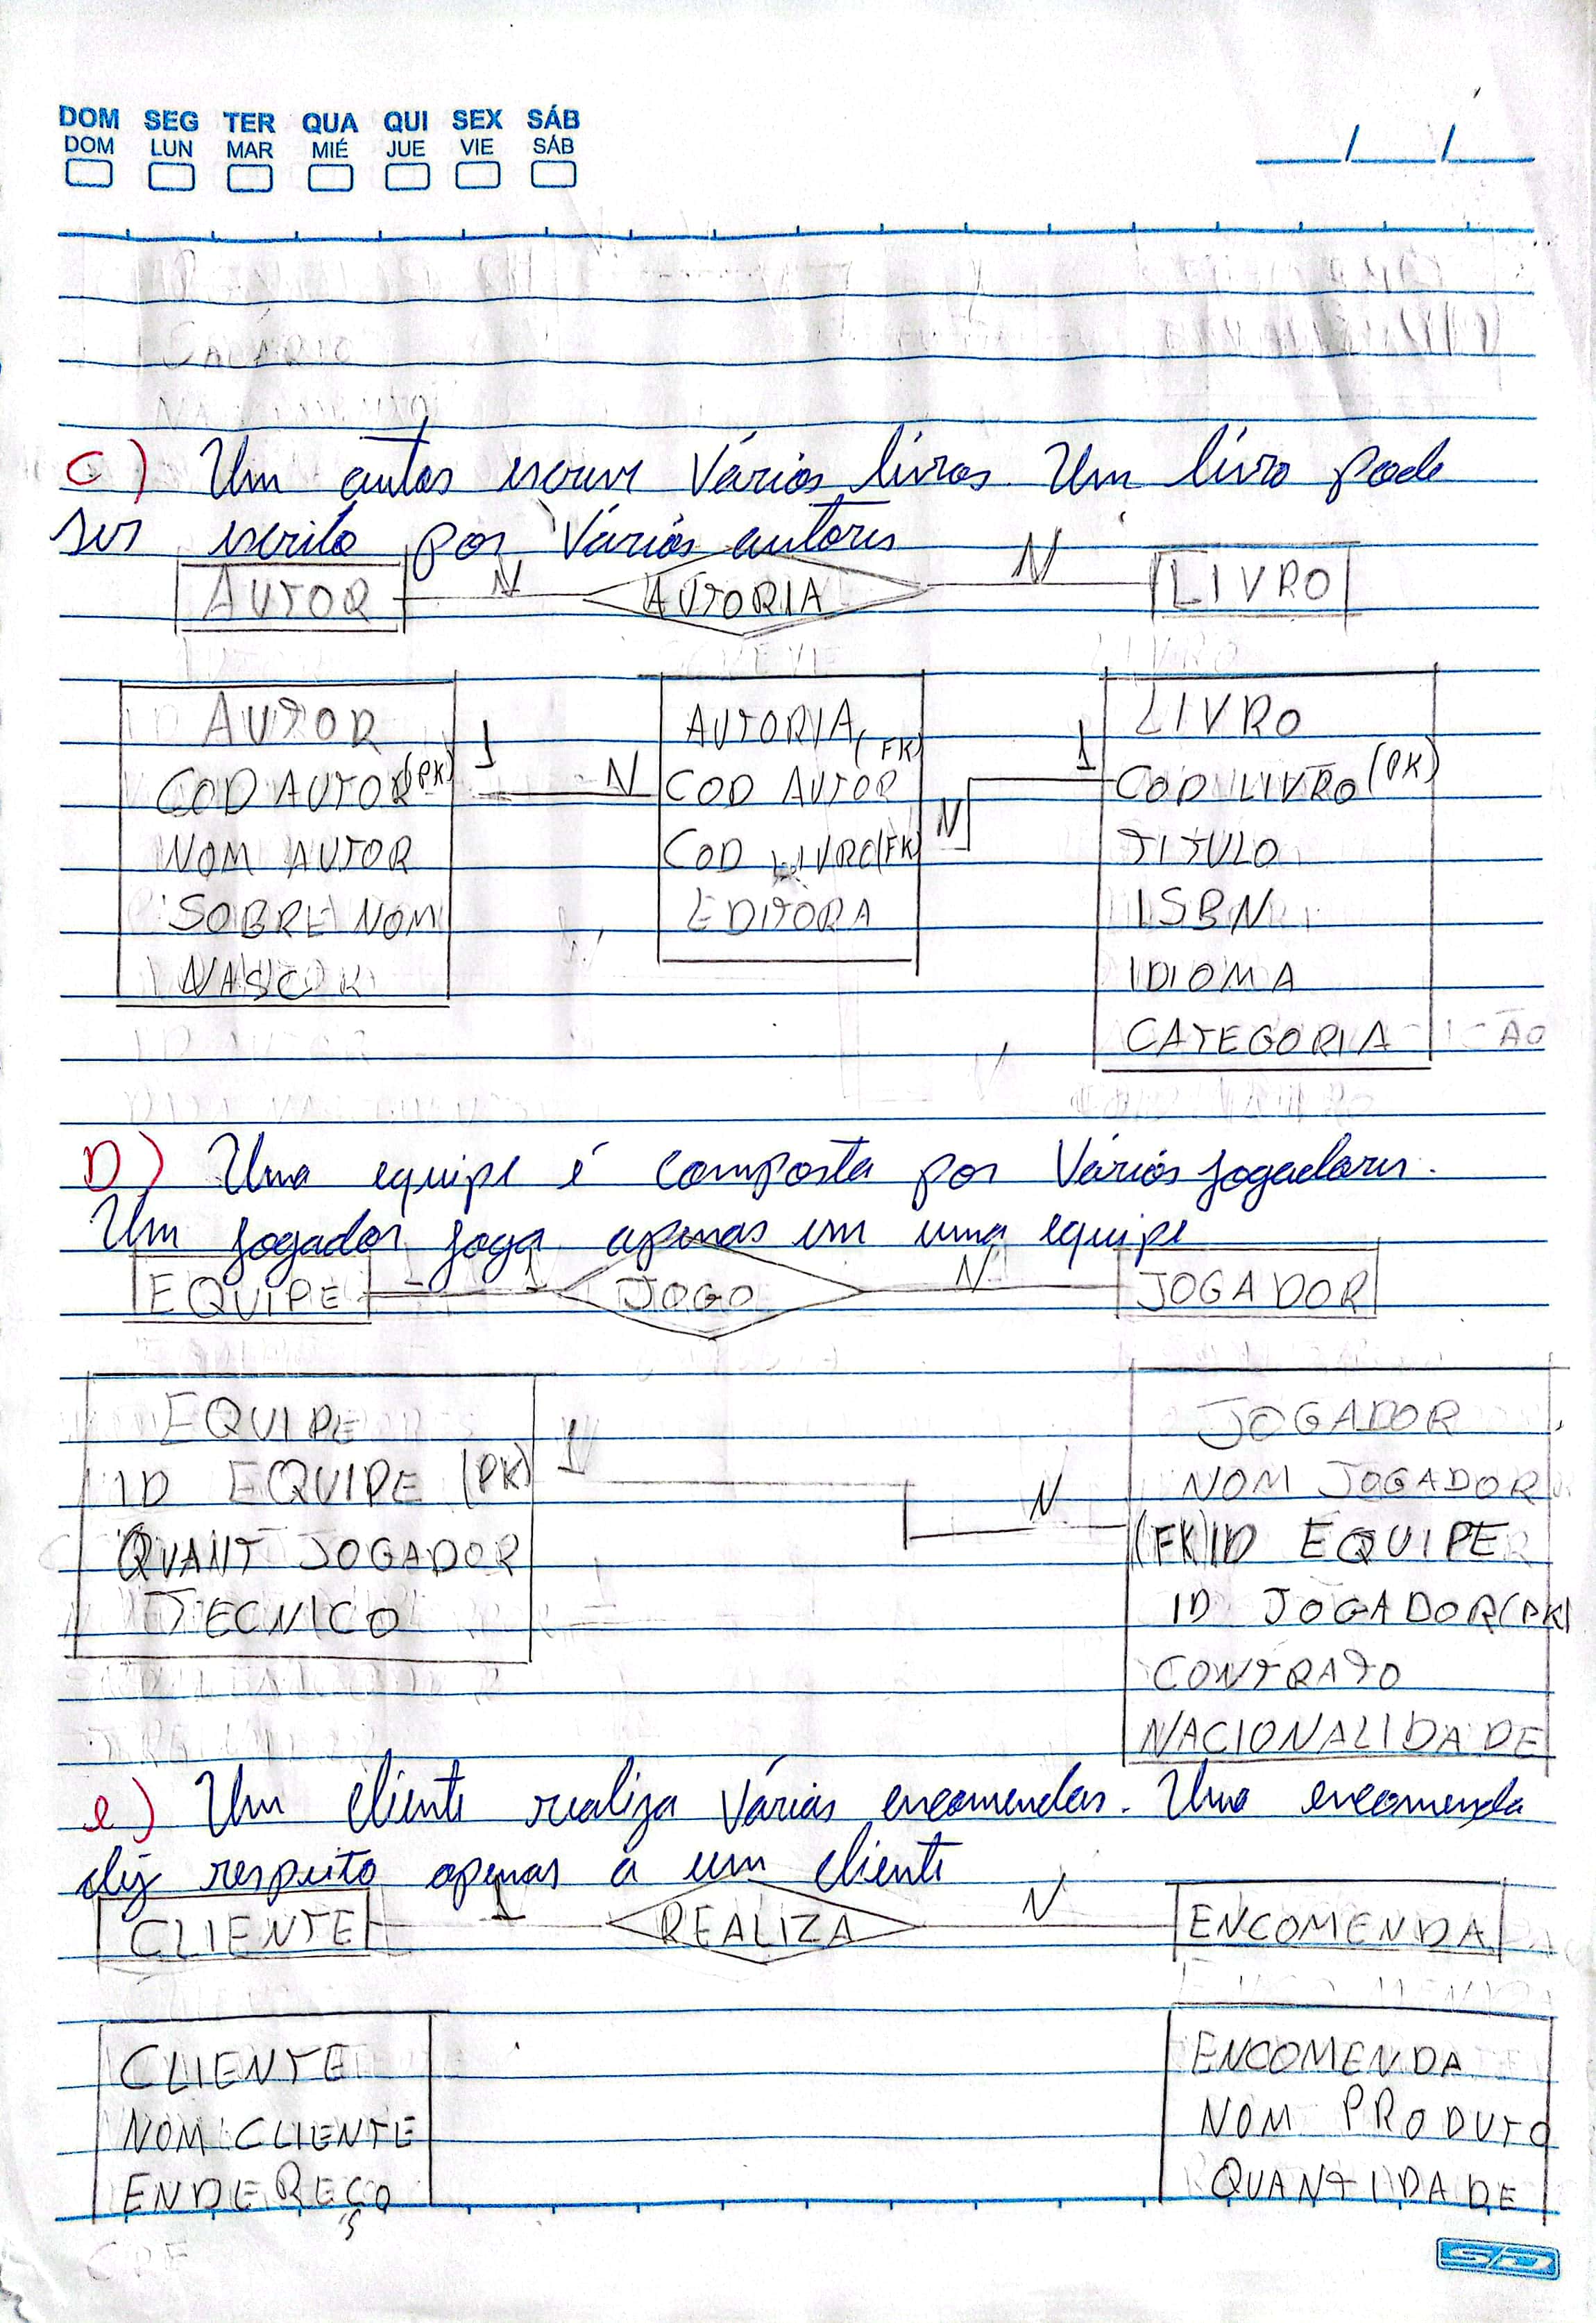 DOM SEG TER QUA QUI SEX SÁB
DOM LUN MAR MIÉ JUE VIE SÁB
C) Um autor escreve Vários livros. Um livro pode
ser escrito por Vários autores
AUTOR N AUTORIA N LIVRO
AUTOR AUTORIA LIVRO
COD AUTOR (PK) 1 N COD AUTOR (FK) 1 COD LIVRO (PK)
NOM AUTOR COD LIVRO (FK) N TITULO
SOBRE NOM EDITORA ISBN
NASC IDIOMA
CATEGORIA
D) Uma equipe é composta por Vários jogadores.
Um jogador joga apenas em uma equipe
EQUIPE 1 1 JOGO N JOGADOR
EQUIPE JOGADOR
ID EQUIPE (PK) 1 NOM JOGADOR
QUANT JOGADOR N (FK) ID EQUIPE
TECNICO ID JOGADOR (PK)
CONTRATO
NACIONALIDADE
e) Um cliente realiza Várias encomendas. Uma encomenda
diz respeito apenas a um cliente
CLIENTE 1 REALIZA N ENCOMENDA
CLIENTE ENCOMENDA
NOM CLIENTE NOM PRODUTO
ENDEREÇO QUANTIDADE
CPF
SD